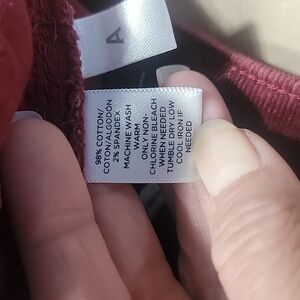 A
98% COTTON/
COTON/ALGODÓN
2% SPANDEX
MACHINE WASH
WARM
ONLY NON-
CHLORINE BLEACH
WHEN NEEDED
TUMBLE DRY LOW
COOL IRON IF
NEEDED